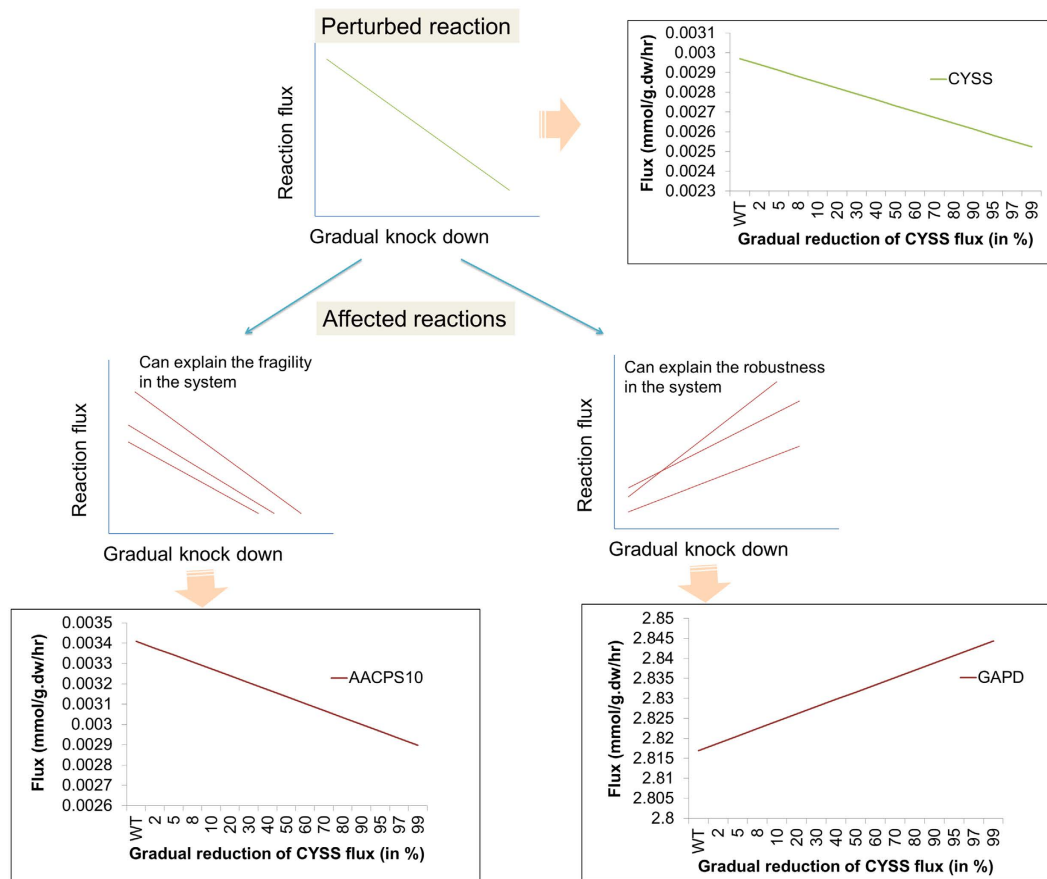 Perturbed reaction
Reaction flux
Gradual knock down
Flux (mmol/g.dw/hr)
0.0031
0.003
0.0029
0.0028
0.0027
0.0026
0.0025
0.0023
CYSS
WT 2 5 8 10 20 30 40 50 60 70 80 90 95 97 99
Gradual reduction of CYSS flux (in %)
Affected reactions
Can explain the fragility
in the system
Reaction flux
Gradual knock down
Can explain the robustness
in the system
Reaction flux
Gradual knock down
Flux (mmol/g.dw/hr)
0.0035
0.0034
0.0033
0.0032
0.0031
0.003
0.0029
0.0028
0.0027
0.0026
AACPS10
WT 2 5 8 10 20 30 40 50 60 70 80 90 95 97 99
Gradual reduction of CYSS flux (in %)
Flux (mmol/g.dw/hr)
2.85
2.845
2.84
2.835
2.83
2.825
2.82
2.815
2.81
2.805
2.8
GAPD
WT 2 5 8 10 20 30 40 50 60 70 80 90 95 97 99
Gradual reduction of CYSS flux (in %)